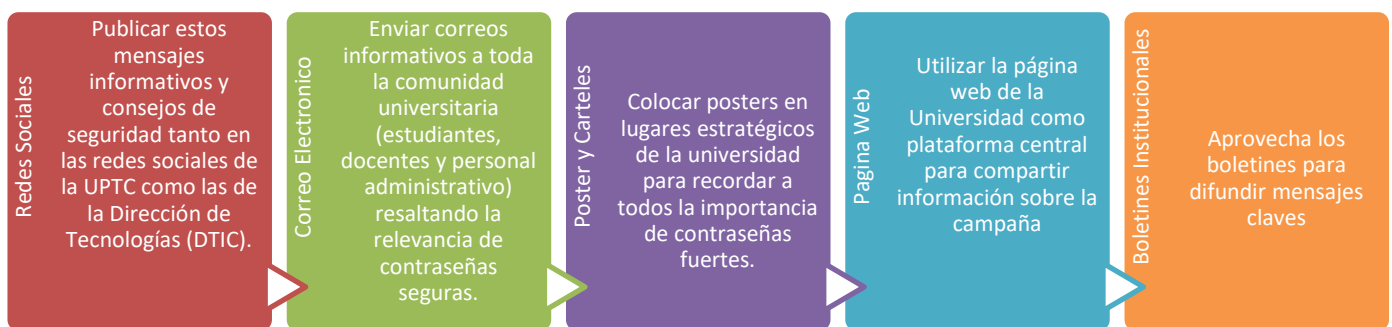 Redes Sociales
Publicar estos
mensajes
informativos y
consejos de
seguridad tanto en
las redes sociales de
la UPTC como las de
la Dirección de
Tecnologías (DTIC).
Correo Electronico
Enviar correos
informativos a toda
la comunidad
universitaria
(estudiantes,
docentes y personal
administrativo)
resaltando la
relevancia de
contraseñas
seguras.
Poster y Carteles
Colocar posters en
lugares estratégicos
de la universidad
para recordar a
todos la importancia
de contraseñas
fuertes.
Pagina Web
Utilizar la página
web de la
Universidad como
plataforma central
para compartir
información sobre la
campaña
Boletines Institucionales
Aprovecha los
boletines para
difundir mensajes
claves